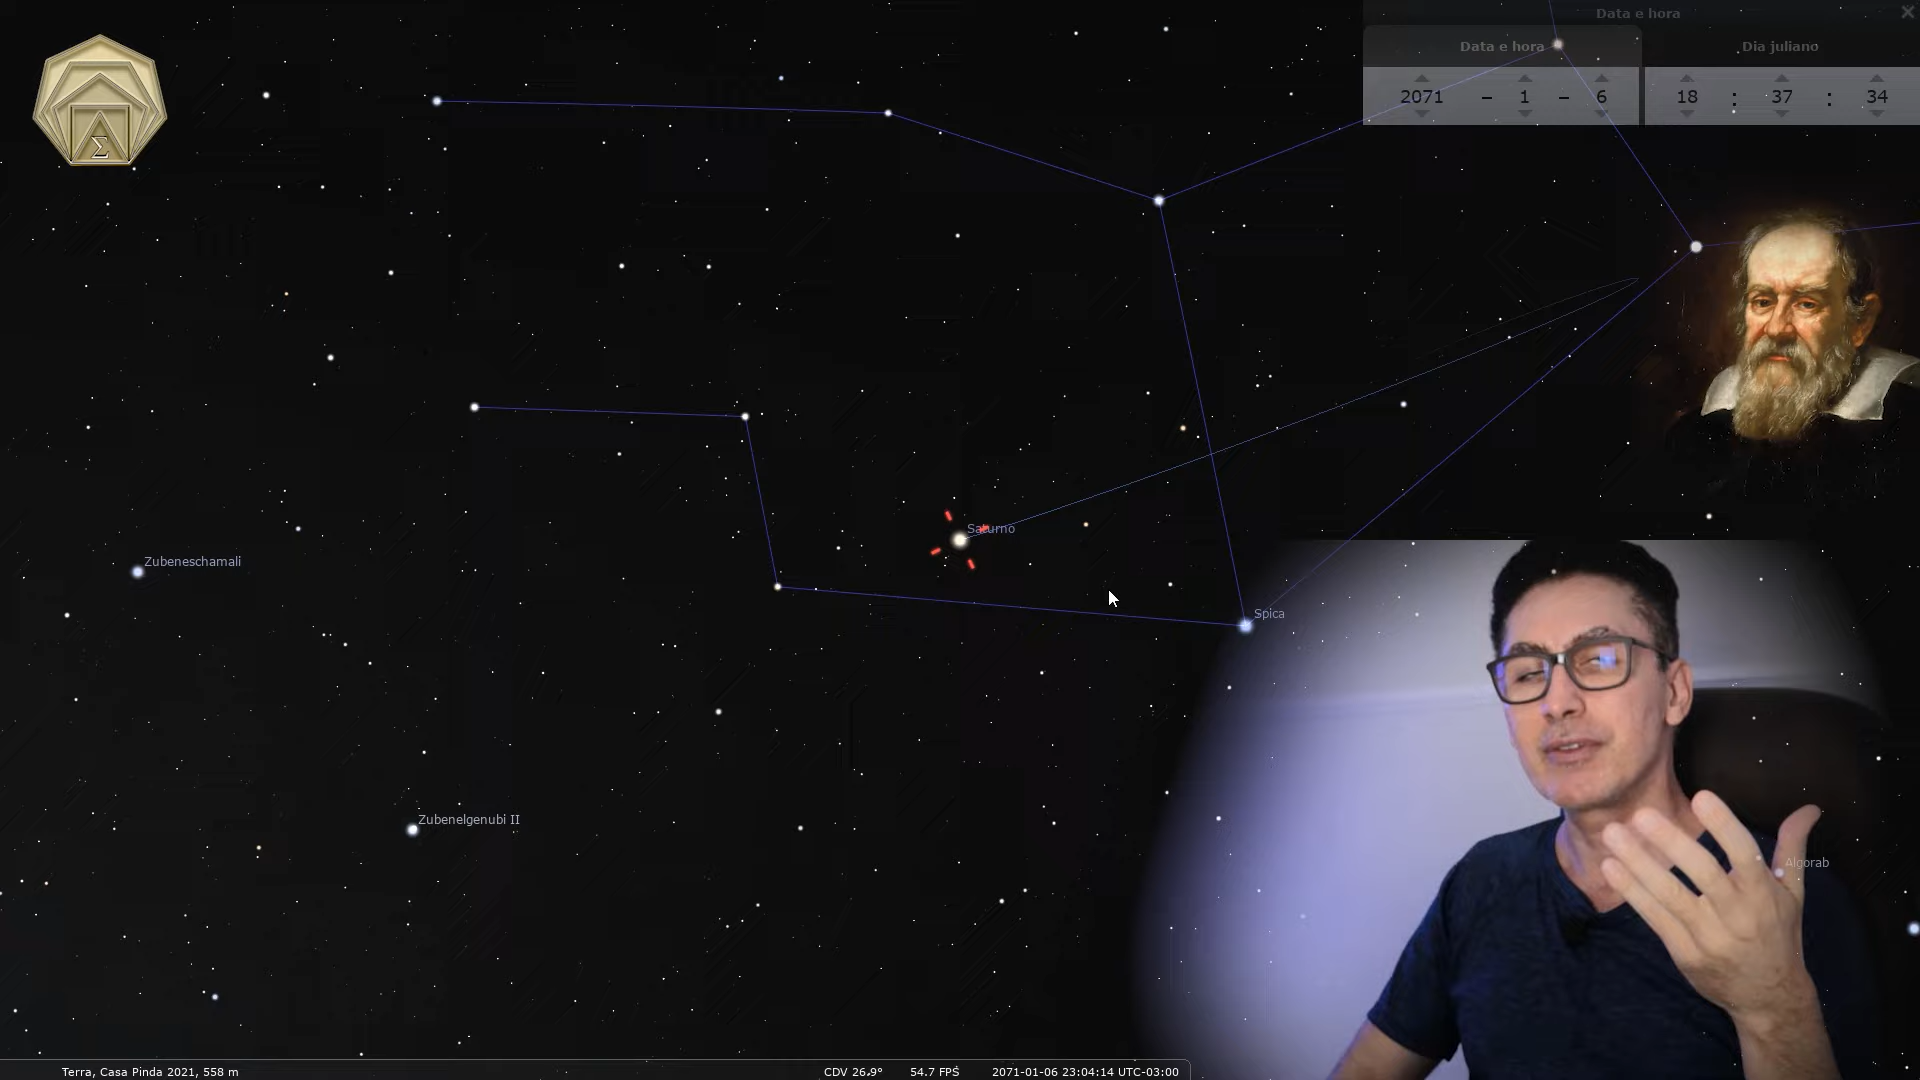 Data e hora
Data e hora
Dia juliano
2071 – 1 – 6
18 : 37 : 34
Σ
Saturno
Zubeneschamali
Spica
Zubenelgenubi II
Algorab
Terra, Casa Pinda 2021, 558 m
CDV 26.9°
54.7 FPS
2071-01-06 23:04:14 UTC-03:00